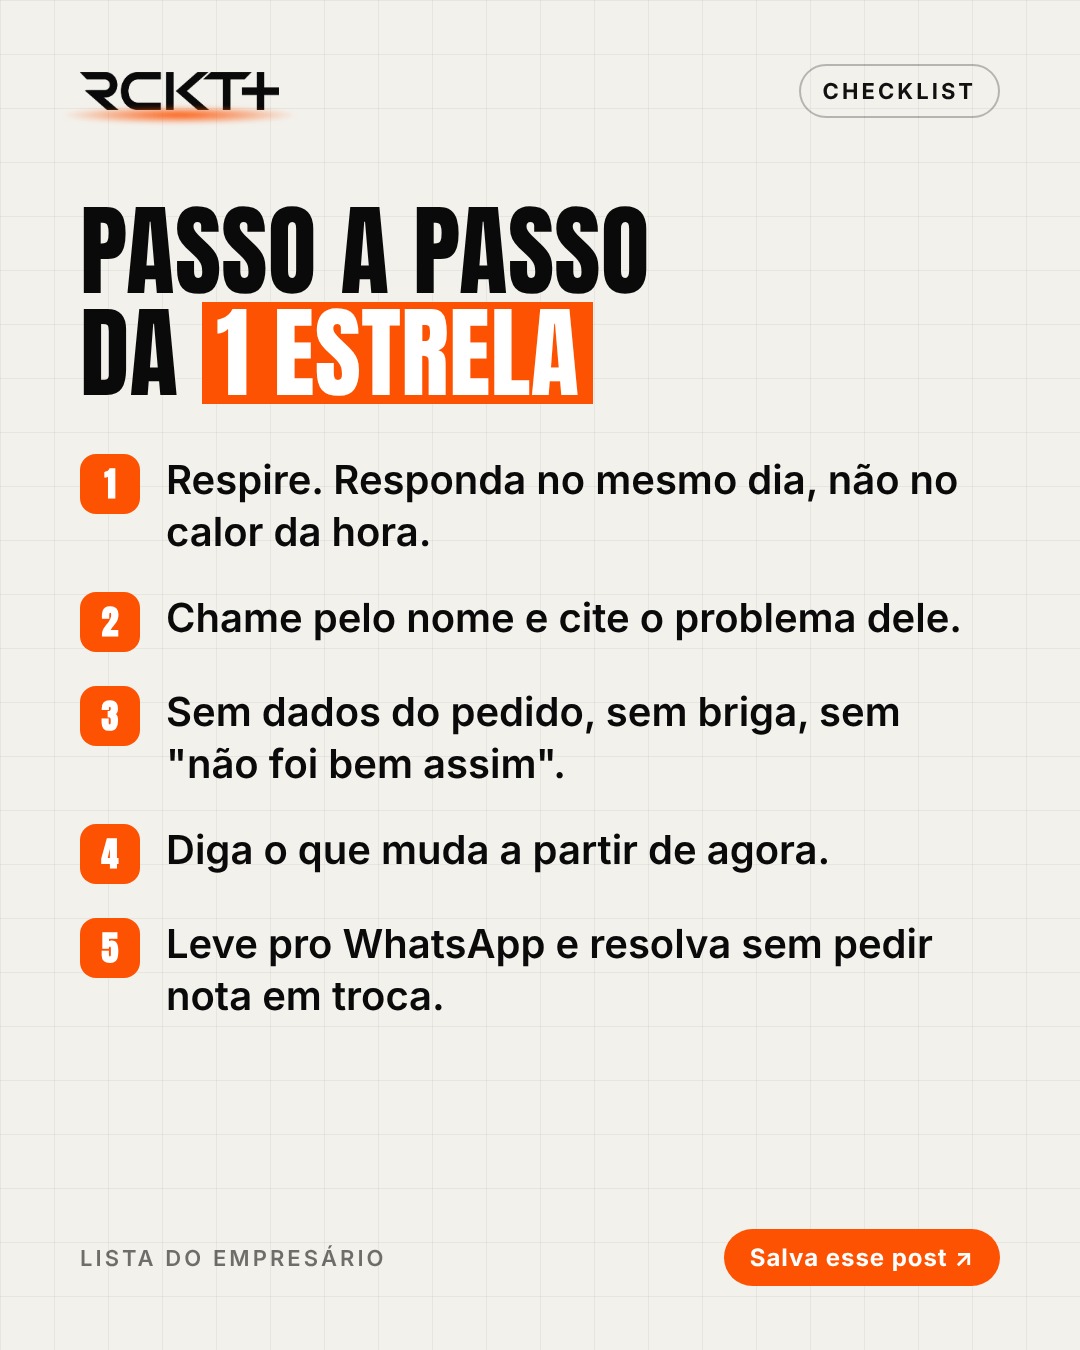 RCKT+
CHECKLIST
PASSO A PASSO
DA 1 ESTRELA
1 Respire. Responda no mesmo dia, não no
calor da hora.
2 Chame pelo nome e cite o problema dele.
3 Sem dados do pedido, sem briga, sem
"não foi bem assim".
4 Diga o que muda a partir de agora.
5 Leve pro WhatsApp e resolva sem pedir
nota em troca.
LISTA DO EMPRESÁRIO
Salva esse post ↗